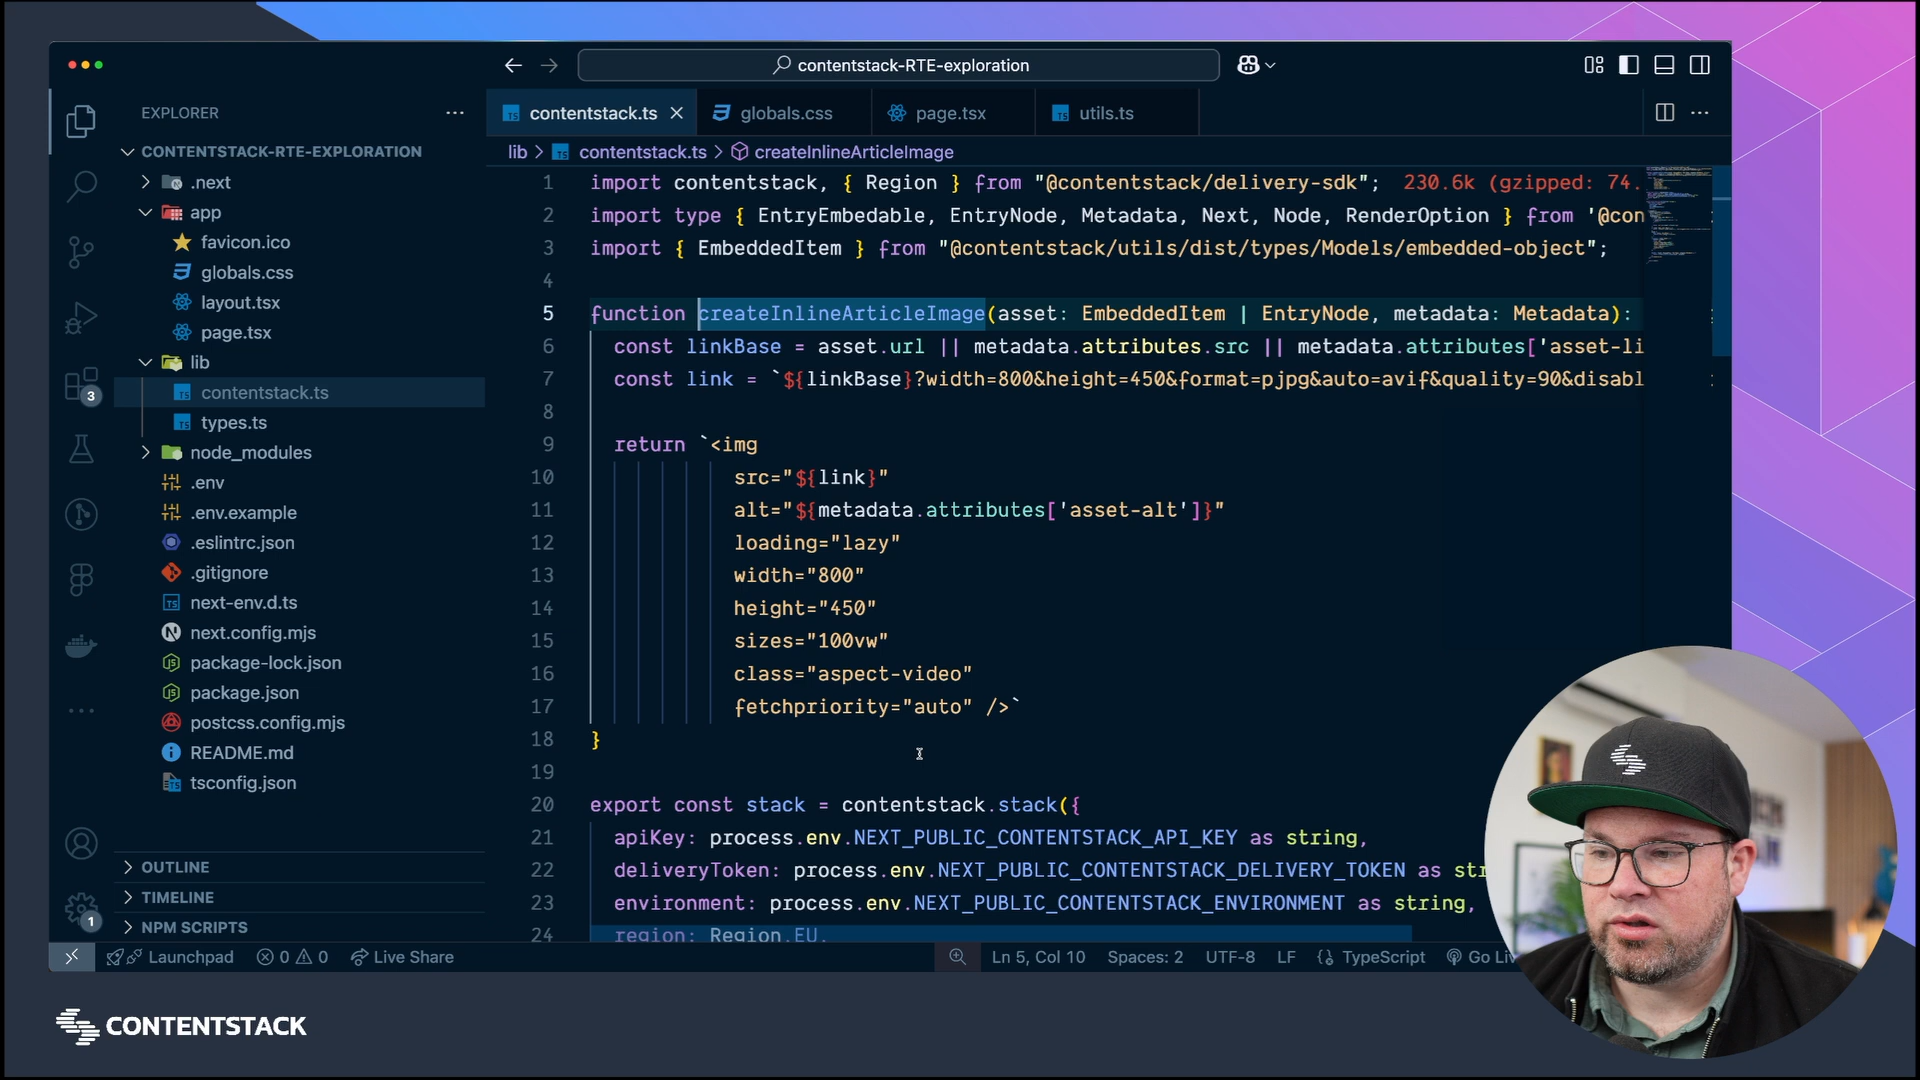 contentstack-RTE-exploration
EXPLORER
contentstack.ts
globals.css
page.tsx
utils.ts
CONTENTSTACK-RTE-EXPLORATION
lib > contentstack.ts > createInlineArticleImage
.next
app
favicon.ico
globals.css
layout.tsx
page.tsx
lib
contentstack.ts
types.ts
node_modules
.env
.env.example
.eslintrc.json
.gitignore
next-env.d.ts
next.config.mjs
package-lock.json
package.json
postcss.config.mjs
README.md
tsconfig.json
OUTLINE
TIMELINE
NPM SCRIPTS
3
1
1 import contentstack, { Region } from "@contentstack/delivery-sdk"; 230.6k (gzipped: 74.
2 import type { EntryEmbedable, EntryNode, Metadata, Next, Node, RenderOption } from '@con
3 import { EmbeddedItem } from "@contentstack/utils/dist/types/Models/embedded-object";
4
5 function createInlineArticleImage(asset: EmbeddedItem | EntryNode, metadata: Metadata):
6 const linkBase = asset.url || metadata.attributes.src || metadata.attributes['asset-li
7 const link = `${linkBase}?width=800&height=450&format=pjpg&auto=avif&quality=90&disabl
8
9 return `<img
10 src="${link}"
11 alt="${metadata.attributes['asset-alt']}"
12 loading="lazy"
13 width="800"
14 height="450"
15 sizes="100vw"
16 class="aspect-video"
17 fetchpriority="auto" />`
18 }
19
20 export const stack = contentstack.stack({
21 apiKey: process.env.NEXT_PUBLIC_CONTENTSTACK_API_KEY as string,
22 deliveryToken: process.env.NEXT_PUBLIC_CONTENTSTACK_DELIVERY_TOKEN as str
23 environment: process.env.NEXT_PUBLIC_CONTENTSTACK_ENVIRONMENT as string,
24 region: Region.EU,
Launchpad 0 0 Live Share Ln 5, Col 10 Spaces: 2 UTF-8 LF {} TypeScript Go Li
CONTENTSTACK